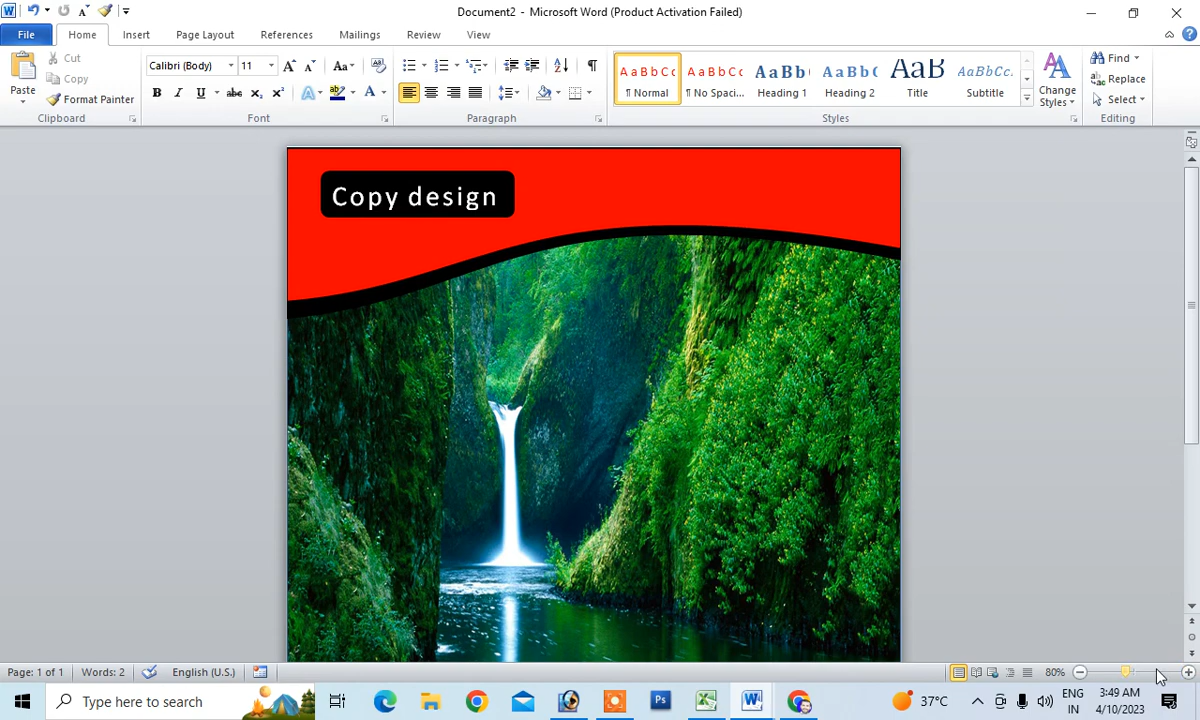 Document2 - Microsoft Word (Product Activation Failed)
File Home Insert Page Layout References Mailings Review View
Paste
Cut
Copy
Format Painter
Clipboard
Calibri (Body) 11
Font
Paragraph
AaBbCc AaBbCc AaBb( AaBbC AaB AaBbCc.
¶ Normal ¶ No Spaci... Heading 1 Heading 2 Title Subtitle
Change
Styles
Styles
Find
Replace
Select
Editing
Copy design
Page: 1 of 1 Words: 2 English (U.S.) 80%
Type here to search
37°C
ENG
IN
3:49 AM
4/10/2023